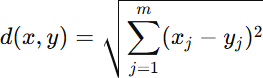 d(x, y) = √(∑_{j=1}^{m} (x_j − y_j)²)